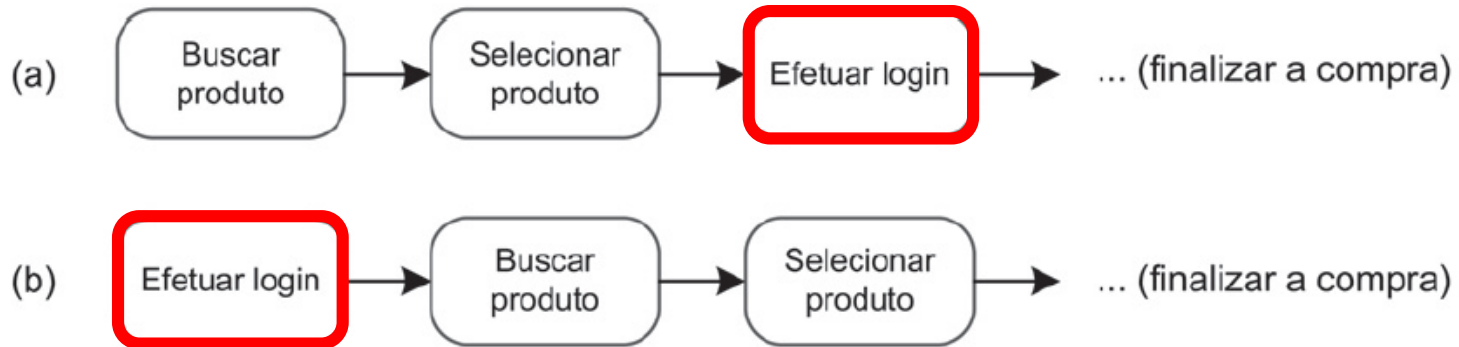 (a)
Buscar
produto
Selecionar
produto
Efetuar login
... (finalizar a compra)
(b)
Efetuar login
Buscar
produto
Selecionar
produto
... (finalizar a compra)